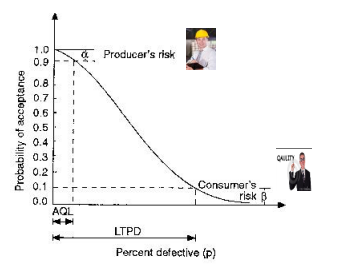 1.0
0.9
0.8
0.7
0.6
0.5
0.4
0.3
0.2
0.1
0.0
Probability of acceptance
α
Producer's risk
QAULITY
Consumer's
risk β
AQL
LTPD
Percent defective (p)